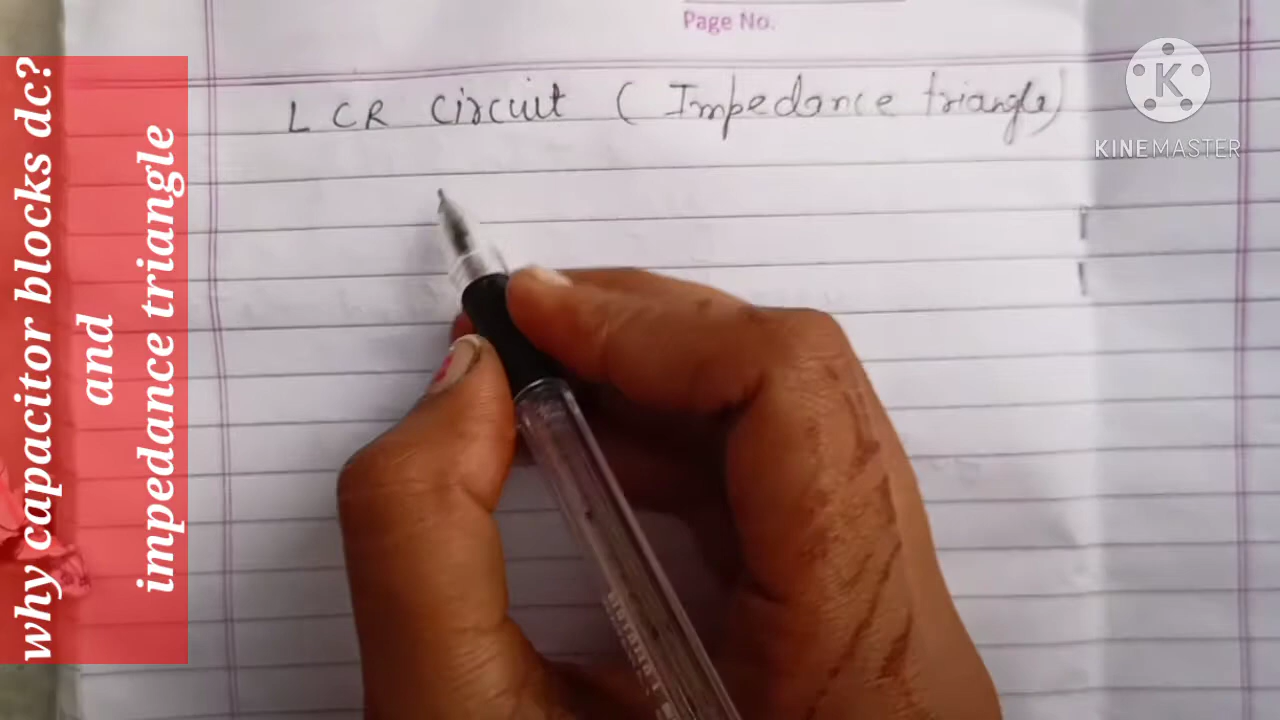 Page No.
LCR Circuit ( Impedance triangle)
K
KINEMASTER
why capacitor blocks dc?
and
impedance triangle